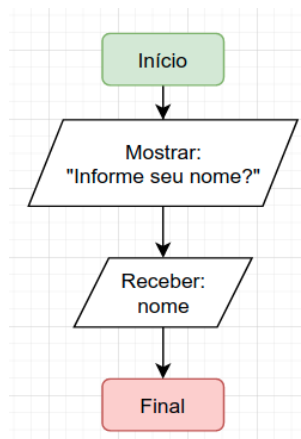 Início
Mostrar:
"Informe seu nome?"
Receber:
nome
Final